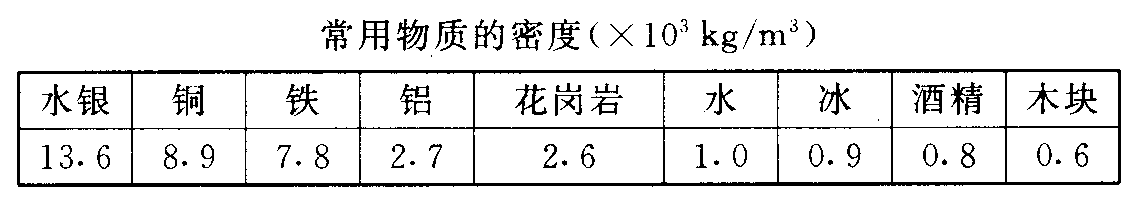 常用物质的密度(×10³ kg/m³)
水银 铜 铁 铝 花岗岩 水 冰 酒精 木块
13.6 8.9 7.8 2.7 2.6 1.0 0.9 0.8 0.6